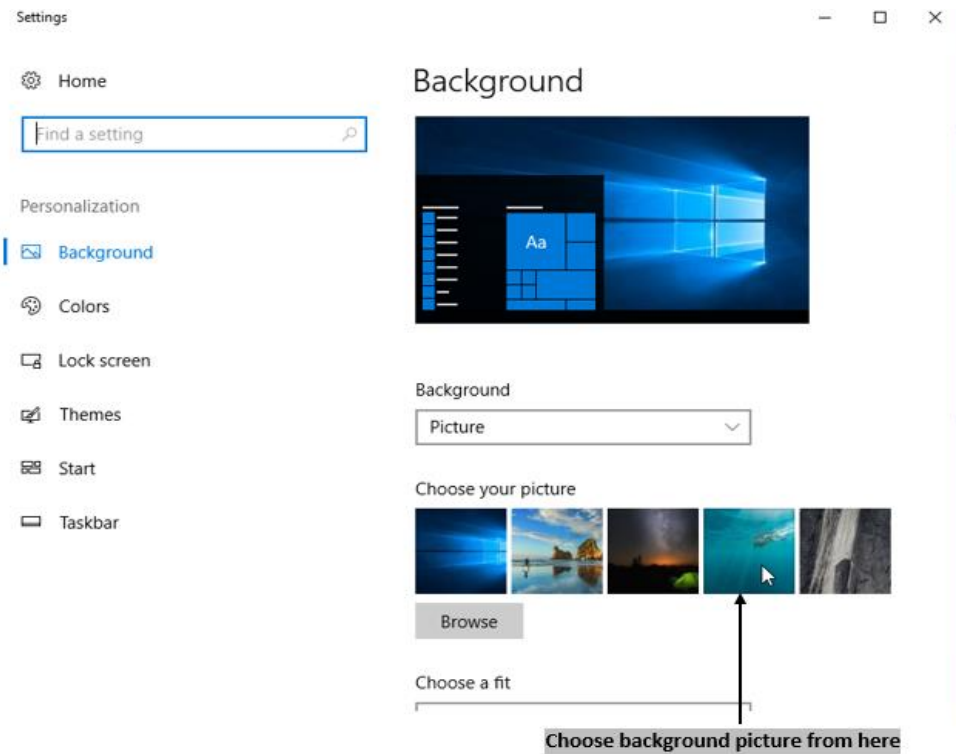 Settings
Home
Find a setting
Personalization
Background
Colors
Lock screen
Themes
Start
Taskbar
Background
Aa
Background
Picture
Choose your picture
Browse
Choose a fit
Choose background picture from here